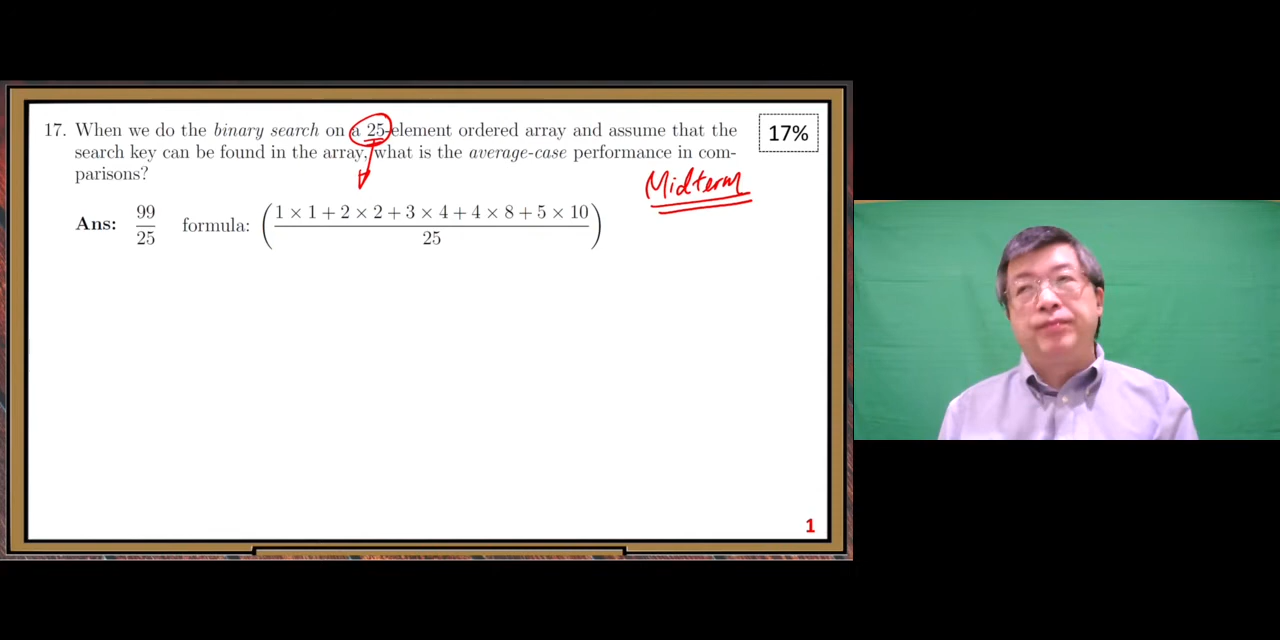 17. When we do the binary search on a 25-element ordered array and assume that the
search key can be found in the array, what is the average-case performance in com-
parisons?
17%
Midterm
Ans: 99/25 formula: ( (1 × 1 + 2 × 2 + 3 × 4 + 4 × 8 + 5 × 10) / 25 )
1